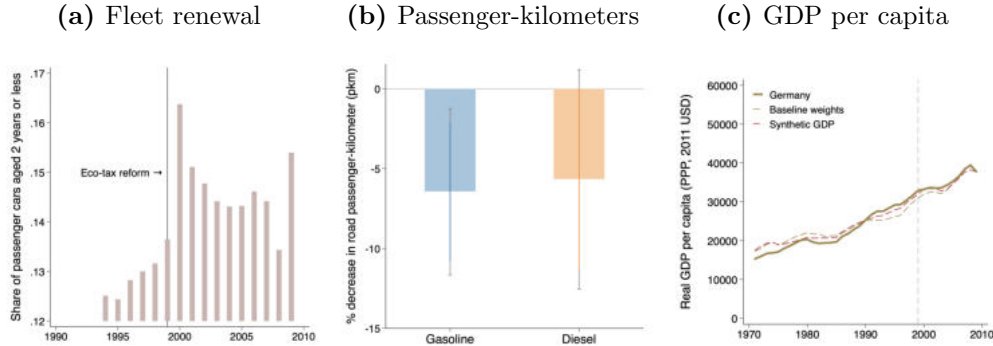 (a) Fleet renewal
Share of passenger cars aged 2 years or less
.17
.16
.15
.14
.13
.12
Eco-tax reform →
1990
1995
2000
2005
2010
(b) Passenger-kilometers
% decrease in road passenger-kilometer (pkm)
0
-5
-10
-15
Gasoline
Diesel
(c) GDP per capita
Real GDP per capita (PPP, 2011 USD)
60000
50000
40000
30000
20000
10000
0
Germany
Baseline weights
Synthetic GDP
1970
1980
1990
2000
2010